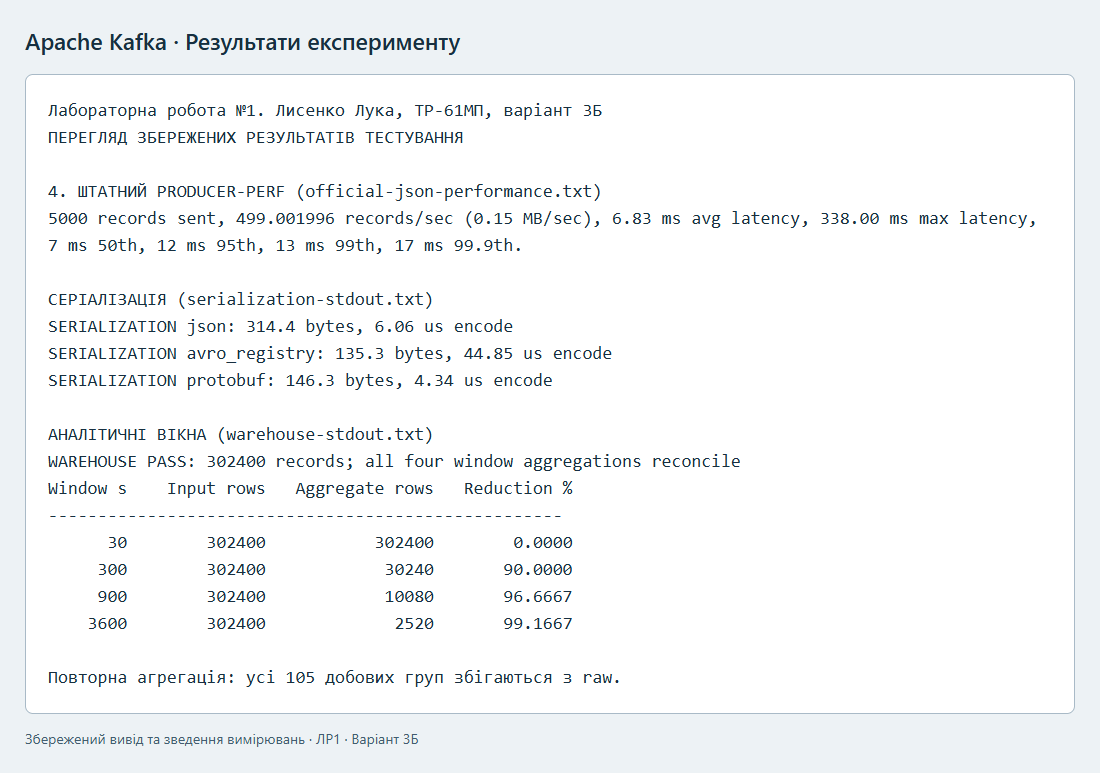 Apache Kafka · Результати експерименту
Лабораторна робота №1. Лисенко Лука, ТР-61МП, варіант 3Б
ПЕРЕГЛЯД ЗБЕРЕЖЕНИХ РЕЗУЛЬТАТІВ ТЕСТУВАННЯ
4. ШТАТНИЙ PRODUCER-PERF (official-json-performance.txt)
5000 records sent, 499.001996 records/sec (0.15 MB/sec), 6.83 ms avg latency, 338.00 ms max latency,
7 ms 50th, 12 ms 95th, 13 ms 99th, 17 ms 99.9th.
СЕРІАЛІЗАЦІЯ (serialization-stdout.txt)
SERIALIZATION json: 314.4 bytes, 6.06 us encode
SERIALIZATION avro_registry: 135.3 bytes, 44.85 us encode
SERIALIZATION protobuf: 146.3 bytes, 4.34 us encode
АНАЛІТИЧНІ ВІКНА (warehouse-stdout.txt)
WAREHOUSE PASS: 302400 records; all four window aggregations reconcile
Window s    Input rows   Aggregate rows   Reduction %
----------------------------------------------------
30        302400           302400        0.0000
300        302400            30240       90.0000
900        302400            10080       96.6667
3600        302400             2520       99.1667
Повторна агрегація: усі 105 добових груп збігаються з raw.
Збережений вивід та зведення вимірювань · ЛР1 · Варіант 3Б